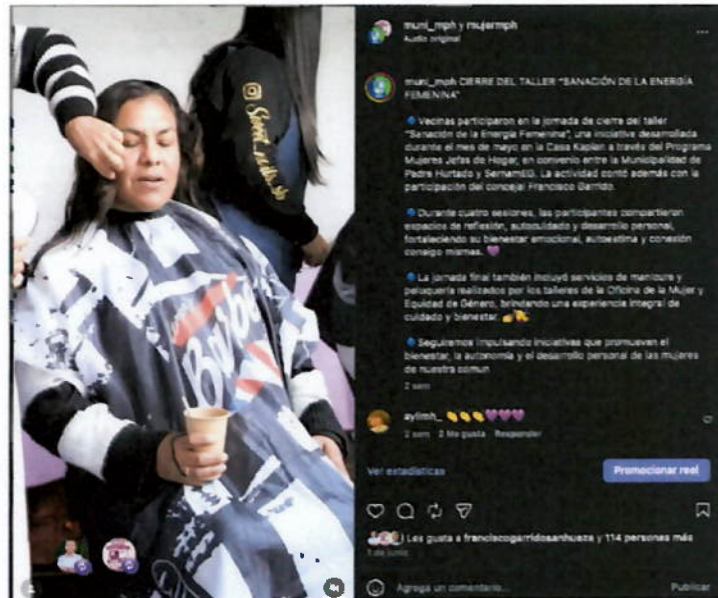 Sweet_nails_sb
Barber
muni_mph y mujermph
Audio original
muni_mph CIERRE DEL TALLER "SANACIÓN DE LA ENERGÍA
FEMENINA"
Vecinas participaron en la jornada de cierre del taller
"Sanación de la Energía Femenina", una iniciativa desarrollada
durante el mes de mayo en la Casa Kaplan a través del Programa
Mujeres Jefas de Hogar, en convenio entre la Municipalidad de
Padre Hurtado y SernamEG. La actividad contó además con la
participación del concejal Francisco Garrido.
Durante cuatro sesiones, las participantes compartieron
espacios de reflexión, autocuidado y desarrollo personal,
fortaleciendo su bienestar emocional, autoestima y conexión
consigo mismas. 💜
La jornada final también incluyó servicios de manicure y
peluquería realizados por los talleres de la Oficina de la Mujer y
Equidad de Género, brindando una experiencia integral de
cuidado y bienestar.
Seguiremos impulsando iniciativas que promuevan el
bienestar, la autonomía y el desarrollo personal de las mujeres
de nuestra comun
2 sem
aylimh_ 👏👏👏💜💜💜
2 sem 2 Me gusta Responder
Ver estadísticas
Promocionar reel
Les gusta a franciscogarridosanhueza y 114 personas más
1 de junio
Agrega un comentario...
Publicar